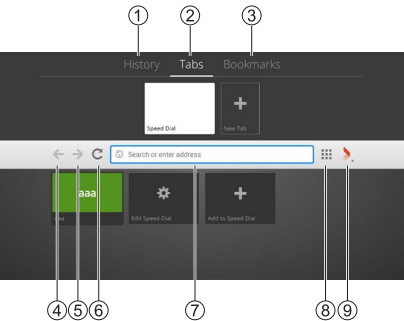 1 2 3
History Tabs Bookmarks
Speed Dial New Tab
Search or enter address
aaa
aaa Edit Speed Dial Add to Speed Dial
4 5 6 7 8 9